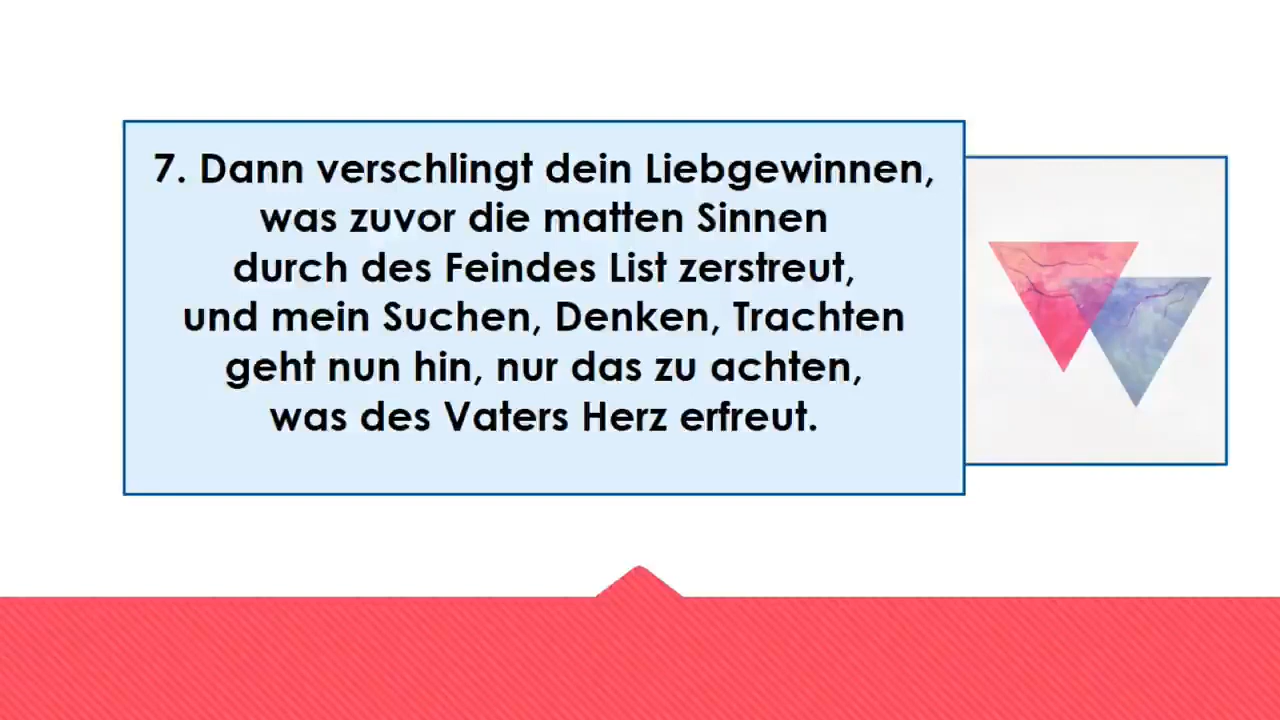 7. Dann verschlingt dein Liebgewinnen,
was zuvor die matten Sinnen
durch des Feindes List zerstreut,
und mein Suchen, Denken, Trachten
geht nun hin, nur das zu achten,
was des Vaters Herz erfreut.